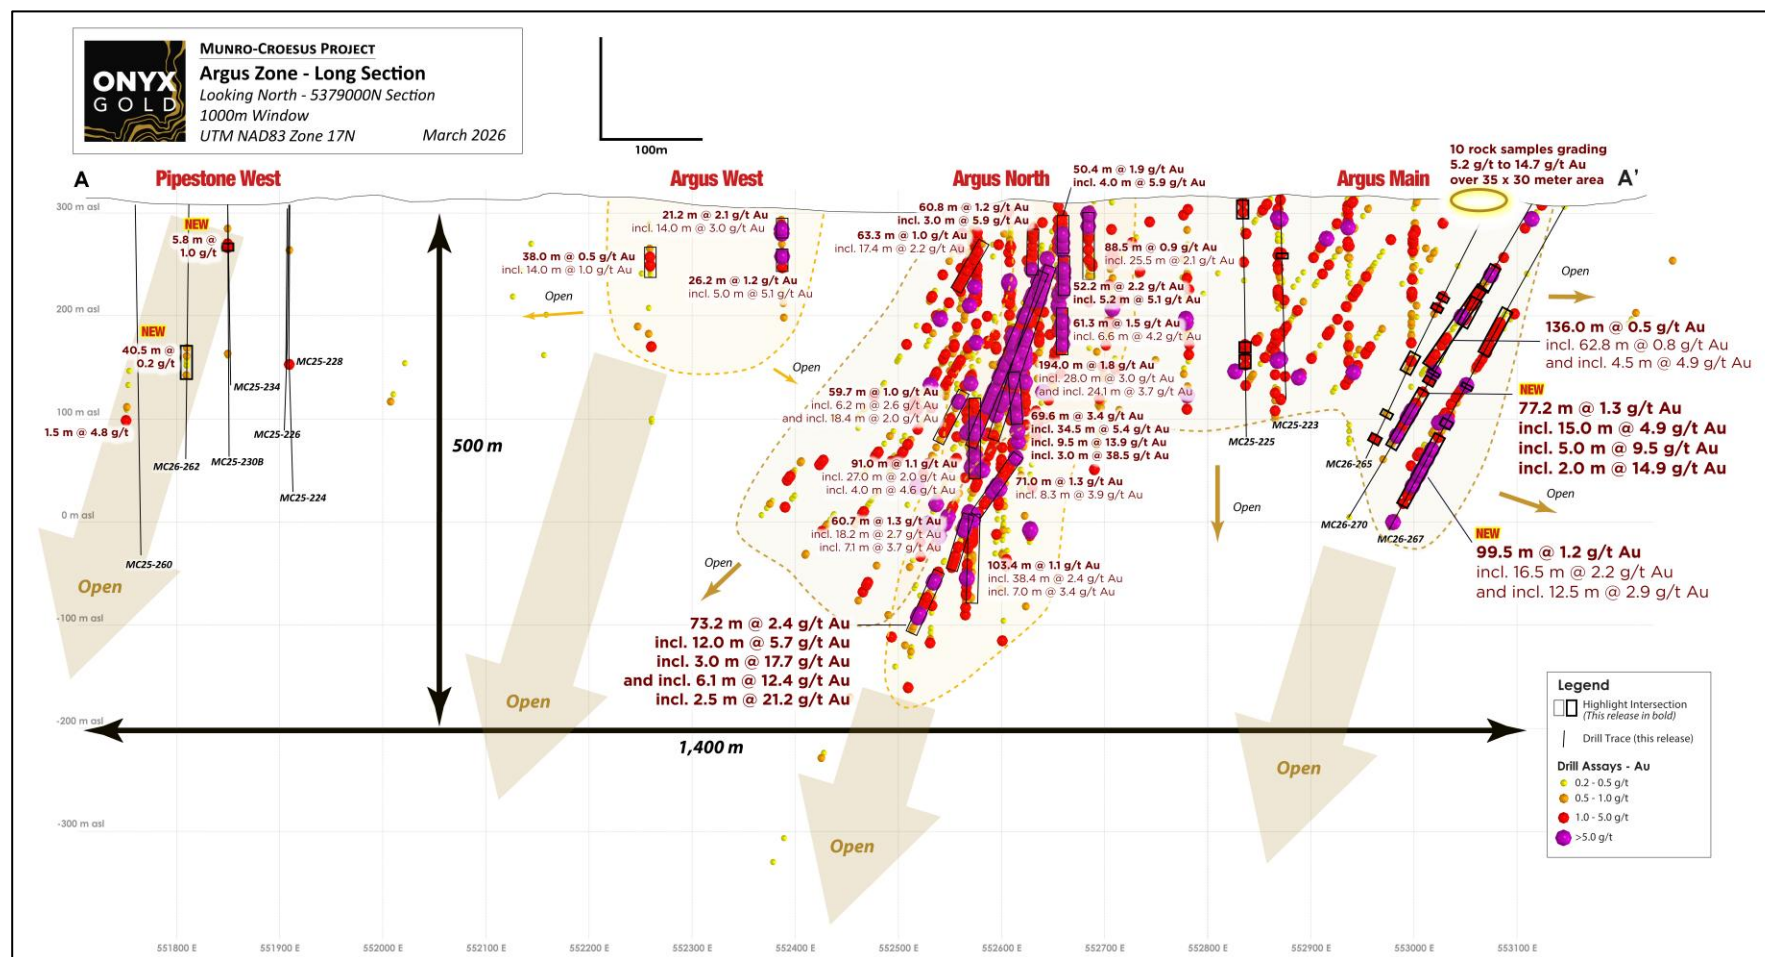 ONYX
GOLD
MUNRO-CROESUS PROJECT
Argus Zone - Long Section
Looking North - 5379000N Section
1000m Window
UTM NAD83 Zone 17N
March 2026
100m
A
Pipestone West
Argus West
Argus North
Argus Main
A'
10 rock samples grading
5.2 g/t to 14.7 g/t Au
over 35 x 30 meter area
300 m asl
200 m asl
100 m asl
0 m asl
-100 m asl
-200 m asl
-300 m asl
NEW
5.8 m @
1.0 g/t
NEW
40.5 m @
0.2 g/t
1.5 m @ 4.8 g/t
MC25-228
MC25-234
MC25-226
MC26-262
MC25-230B
MC25-224
MC25-260
Open
500 m
21.2 m @ 2.1 g/t Au
incl. 14.0 m @ 3.0 g/t Au
38.0 m @ 0.5 g/t Au
incl. 14.0 m @ 1.0 g/t Au
26.2 m @ 1.2 g/t Au
incl. 5.0 m @ 5.1 g/t Au
Open
Open
50.4 m @ 1.9 g/t Au
incl. 4.0 m @ 5.9 g/t Au
60.8 m @ 1.2 g/t Au
incl. 3.0 m @ 5.9 g/t Au
63.3 m @ 1.0 g/t Au
incl. 17.4 m @ 2.2 g/t Au
88.5 m @ 0.9 g/t Au
incl. 25.5 m @ 2.1 g/t Au
52.2 m @ 2.2 g/t Au
incl. 5.2 m @ 5.1 g/t Au
61.3 m @ 1.5 g/t Au
incl. 6.6 m @ 4.2 g/t Au
194.0 m @ 1.8 g/t Au
incl. 28.0 m @ 3.0 g/t Au
and incl. 24.1 m @ 3.7 g/t Au
59.7 m @ 1.0 g/t Au
incl. 6.2 m @ 2.6 g/t Au
and incl. 18.4 m @ 2.0 g/t Au
69.6 m @ 3.4 g/t Au
incl. 34.5 m @ 5.4 g/t Au
incl. 9.5 m @ 13.9 g/t Au
incl. 3.0 m @ 38.5 g/t Au
91.0 m @ 1.1 g/t Au
incl. 27.0 m @ 2.0 g/t Au
incl. 4.0 m @ 4.6 g/t Au
71.0 m @ 1.3 g/t Au
incl. 8.3 m @ 3.9 g/t Au
60.7 m @ 1.3 g/t Au
incl. 18.2 m @ 2.7 g/t Au
incl. 7.1 m @ 3.7 g/t Au
103.4 m @ 1.1 g/t Au
incl. 38.4 m @ 2.4 g/t Au
incl. 7.0 m @ 3.4 g/t Au
Open
73.2 m @ 2.4 g/t Au
incl. 12.0 m @ 5.7 g/t Au
incl. 3.0 m @ 17.7 g/t Au
and incl. 6.1 m @ 12.4 g/t Au
incl. 2.5 m @ 21.2 g/t Au
MC25-225
MC25-223
Open
MC26-265
MC26-270
MC26-267
Open
136.0 m @ 0.5 g/t Au
incl. 62.8 m @ 0.8 g/t Au
and incl. 4.5 m @ 4.9 g/t Au
NEW
77.2 m @ 1.3 g/t Au
incl. 15.0 m @ 4.9 g/t Au
incl. 5.0 m @ 9.5 g/t Au
incl. 2.0 m @ 14.9 g/t Au
Open
NEW
99.5 m @ 1.2 g/t Au
incl. 16.5 m @ 2.2 g/t Au
and incl. 12.5 m @ 2.9 g/t Au
Open
1,400 m
Open
Open
Legend
Highlight Intersection
(This release in bold)
Drill Trace (this release)
Drill Assays - Au
0.2 - 0.5 g/t
0.5 - 1.0 g/t
1.0 - 5.0 g/t
>5.0 g/t
551800 E
551900 E
552000 E
552100 E
552200 E
552300 E
552400 E
552500 E
552600 E
552700 E
552800 E
552900 E
553000 E
553100 E